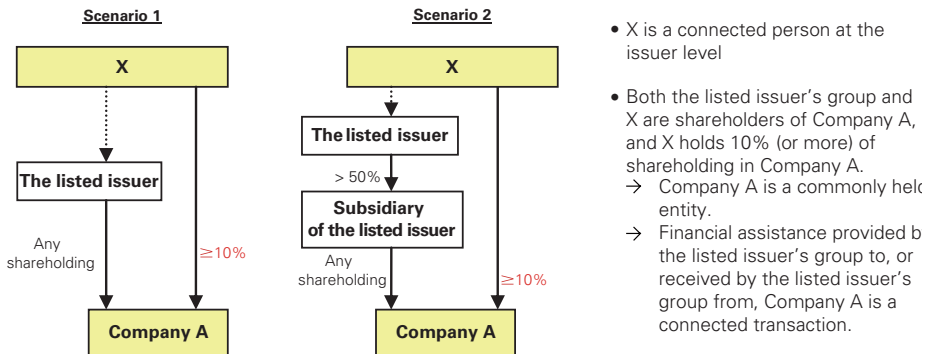 Scenario 1
X
The listed issuer
Any
shareholding
≥10%
Company A
Scenario 2
X
The listed issuer
> 50%
Subsidiary
of the listed issuer
Any
shareholding
≥10%
Company A
• X is a connected person at the
issuer level
• Both the listed issuer's group and
X are shareholders of Company A,
and X holds 10% (or more) of
shareholding in Company A.
→ Company A is a commonly held
entity.
→ Financial assistance provided b
the listed issuer's group to, or
received by the listed issuer's
group from, Company A is a
connected transaction.